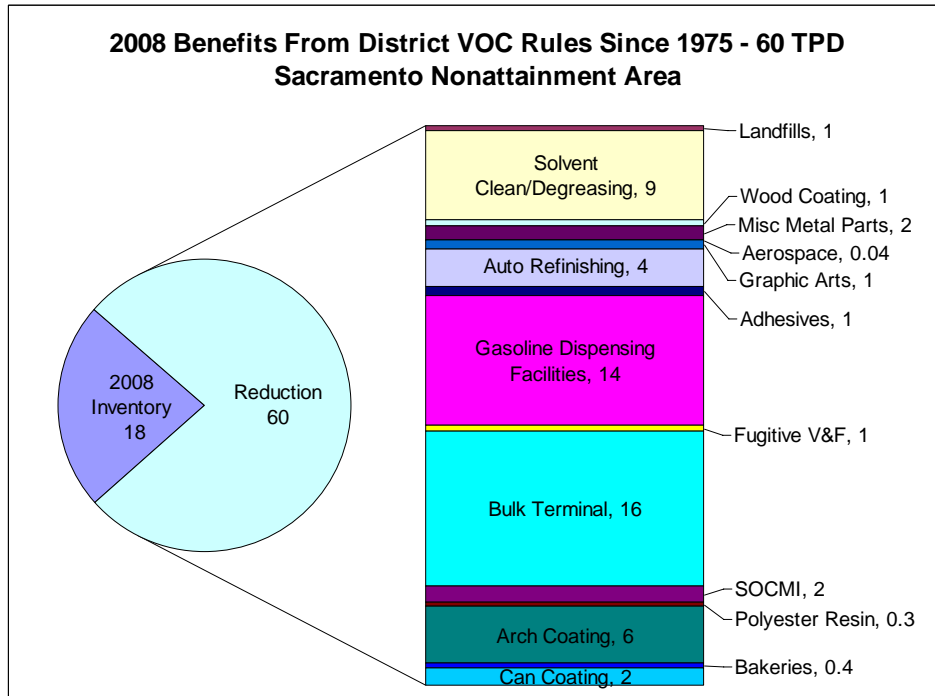 2008 Benefits From District VOC Rules Since 1975 - 60 TPD
Sacramento Nonattainment Area
2008
Inventory
18
Reduction
60
Landfills, 1
Solvent
Clean/Degreasing, 9
Wood Coating, 1
Misc Metal Parts, 2
Aerospace, 0.04
Auto Refinishing, 4
Graphic Arts, 1
Adhesives, 1
Gasoline Dispensing
Facilities, 14
Fugitive V&F, 1
Bulk Terminal, 16
SOCMI, 2
Polyester Resin, 0.3
Arch Coating, 6
Bakeries, 0.4
Can Coating, 2